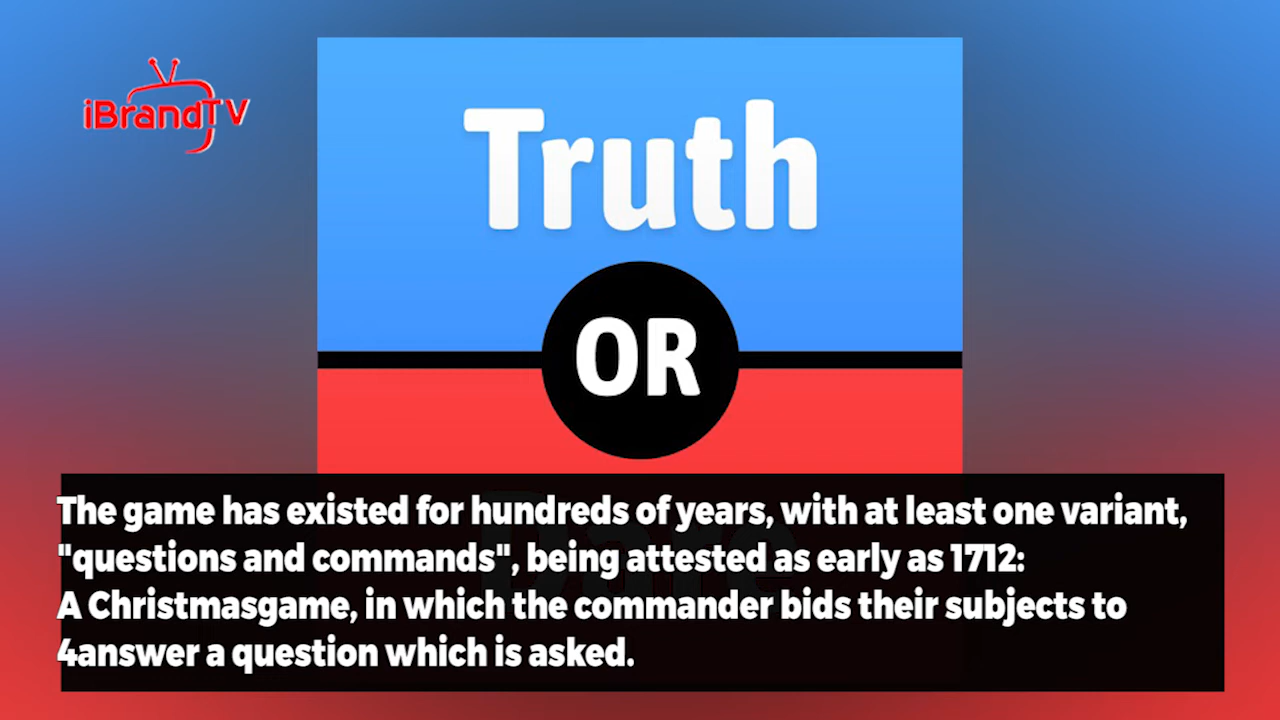 iBrandTV
Truth
OR
Dare
The game has existed for hundreds of years, with at least one variant,
"questions and commands", being attested as early as 1712:
A Christmasgame, in which the commander bids their subjects to
4answer a question which is asked.